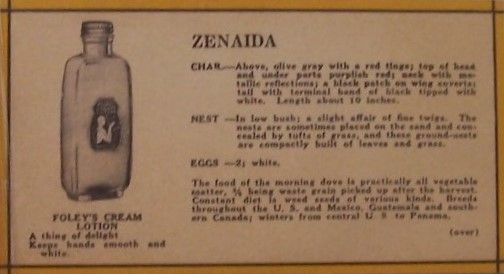 ZENAIDA
CHAR.—Above, olive gray with a red tinge; top of head
and under parts purplish red; neck with me-
tallic reflections; a black patch on wing coverts;
tail with terminal band of black tipped with
white. Length about 10 inches.
NEST —In low bush; a slight affair of fine twigs. The
nests are sometimes placed on the sand and con-
cealed by tufts of grass, and these ground-nests
are compactly built of leaves and grass.
EGGS —2; white.
The food of the morning dove is practically all vegetable
matter, ¾ being waste grain picked up after the harvest.
Constant diet is weed seeds of various kinds. Breeds
throughout the U. S. and Mexico, Guatemala and south-
ern Canada; winters from central U. S. to Panama.
(over)
FOLEY'S CREAM
LOTION
A thing of delight
Keeps hands smooth and
white.